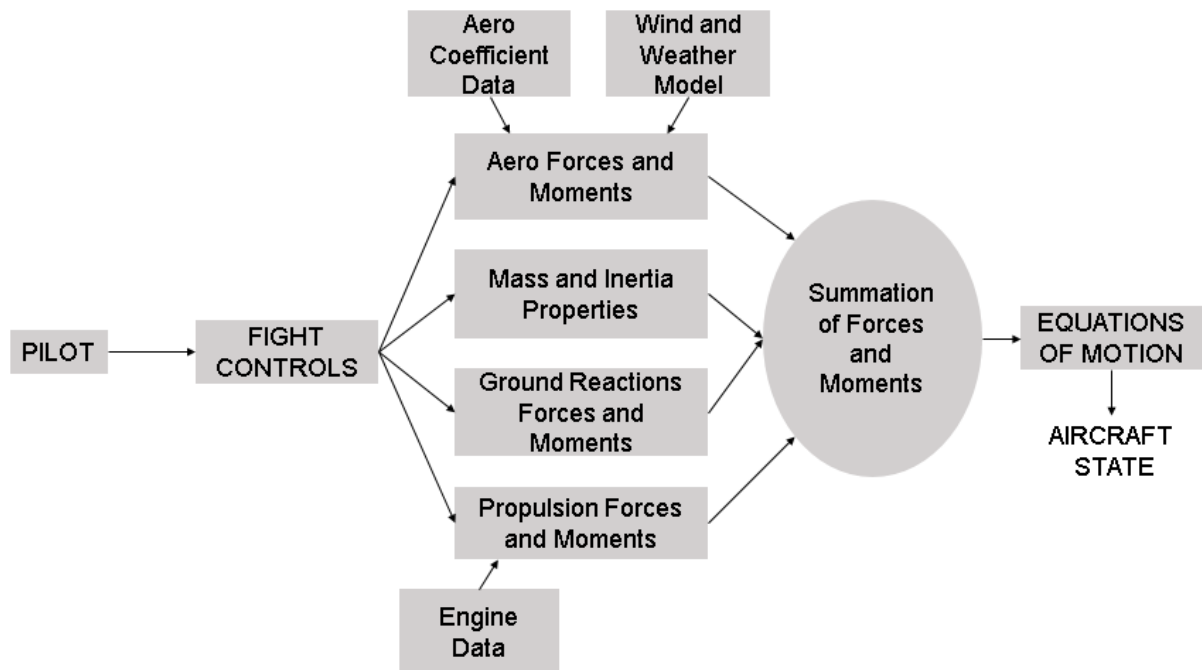 Aero
Coefficient
Data
Wind and
Weather
Model
Aero Forces and
Moments
Mass and Inertia
Properties
Summation
of Forces
and
Moments
PILOT
FIGHT
CONTROLS
EQUATIONS
OF MOTION
Ground Reactions
Forces and
Moments
AIRCRAFT
STATE
Propulsion Forces
and Moments
Engine
Data